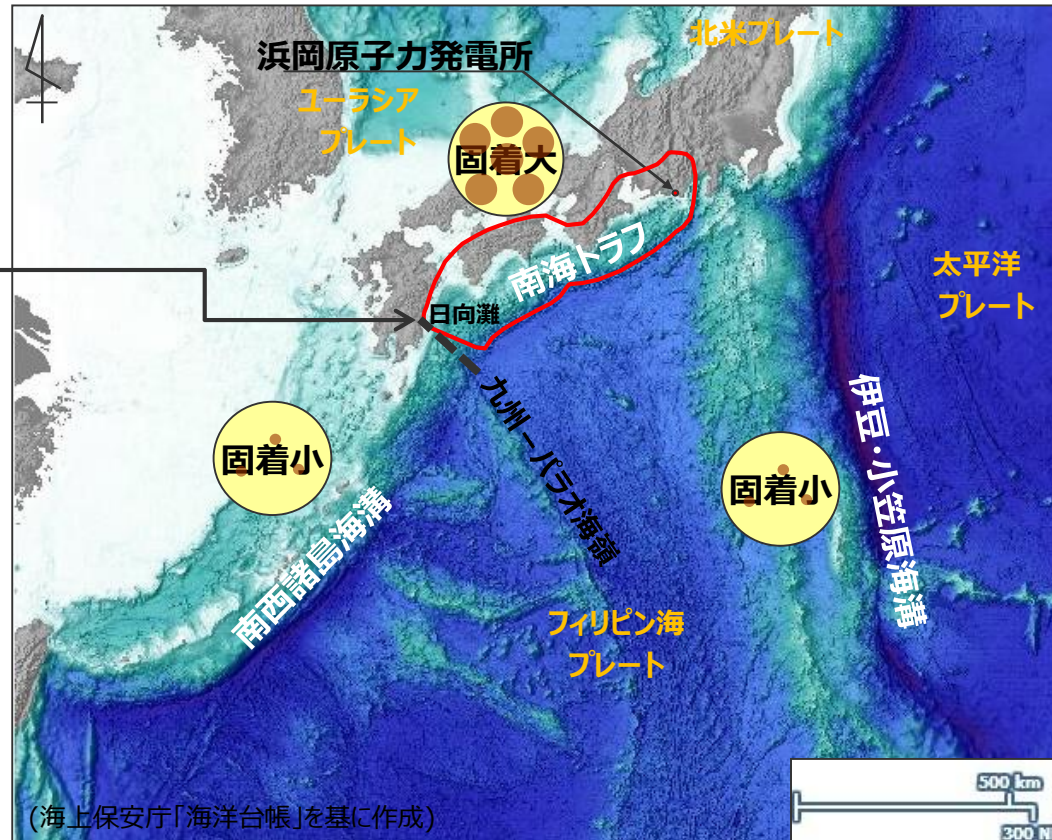 北米プレート
浜岡原子力発電所
ユーラシア
プレート
固着大
南海トラフ
太平洋
プレート
日向灘
九州－パラオ海嶺
伊豆・小笠原海溝
固着小
固着小
南西諸島海溝
フィリピン海
プレート
500 km
300 N
(海上保安庁「海洋台帳」を基に作成)